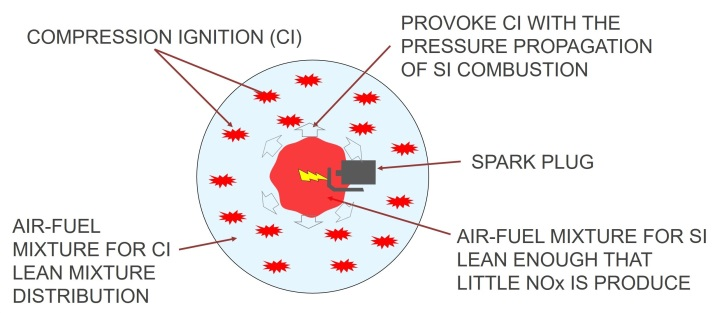 COMPRESSION IGNITION (CI)
PROVOKE CI WITH THE
PRESSURE PROPAGATION
OF SI COMBUSTION
SPARK PLUG
AIR-FUEL
MIXTURE FOR CI
LEAN MIXTURE
DISTRIBUTION
AIR-FUEL MIXTURE FOR SI
LEAN ENOUGH THAT
LITTLE NOx IS PRODUCE